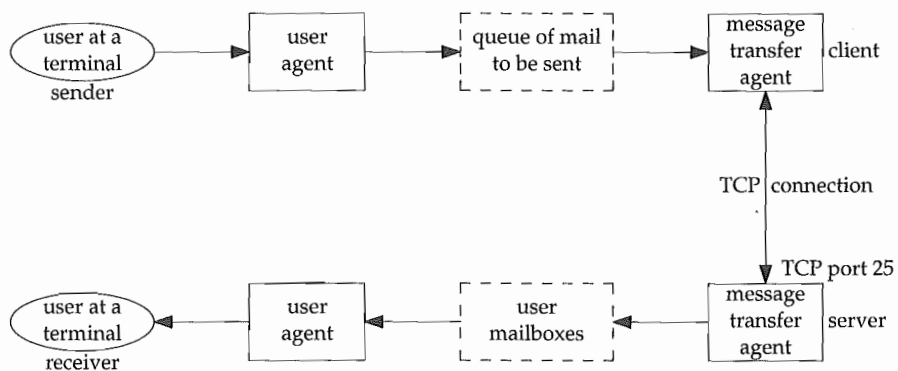 user at a
terminal
sender
user
agent
queue of mail
to be sent
message
transfer
agent
client
TCP connection
TCP port 25
user at a
terminal
receiver
user
agent
user
mailboxes
message
transfer
agent
server